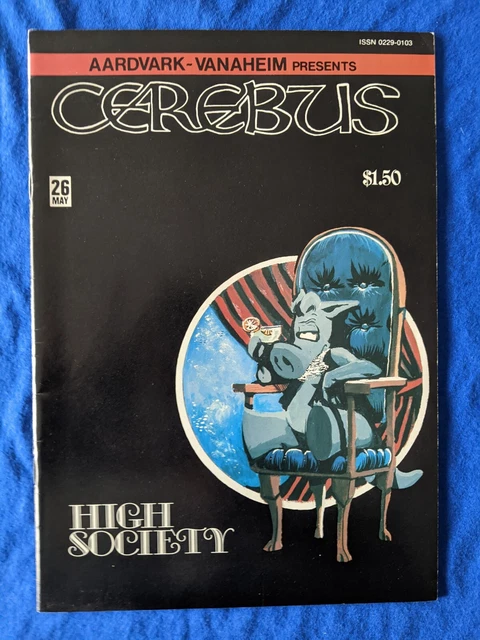 ISSN 0229-0103
AARDVARK-VANAHEIM PRESENTS
CEREBUS
26
MAY
$1.50
HIGH
SOCIETY